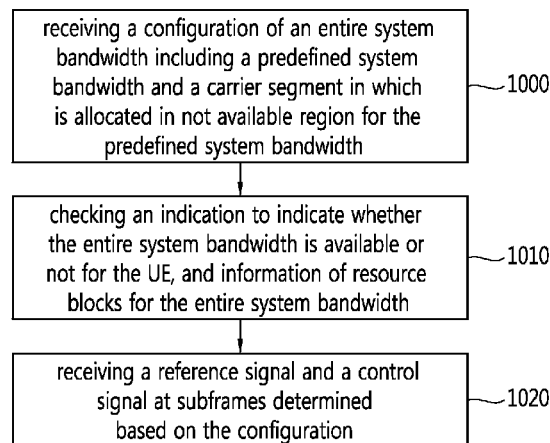 receiving a configuration of an entire system
bandwidth including a predefined system
bandwidth and a carrier segment in which
is allocated in not available region for the
predefined system bandwidth
1000
checking an indication to indicate whether
the entire system bandwidth is available or
not for the UE, and information of resource
blocks for the entire system bandwidth
1010
receiving a reference signal and a control
signal at subframes determined
based on the configuration
1020